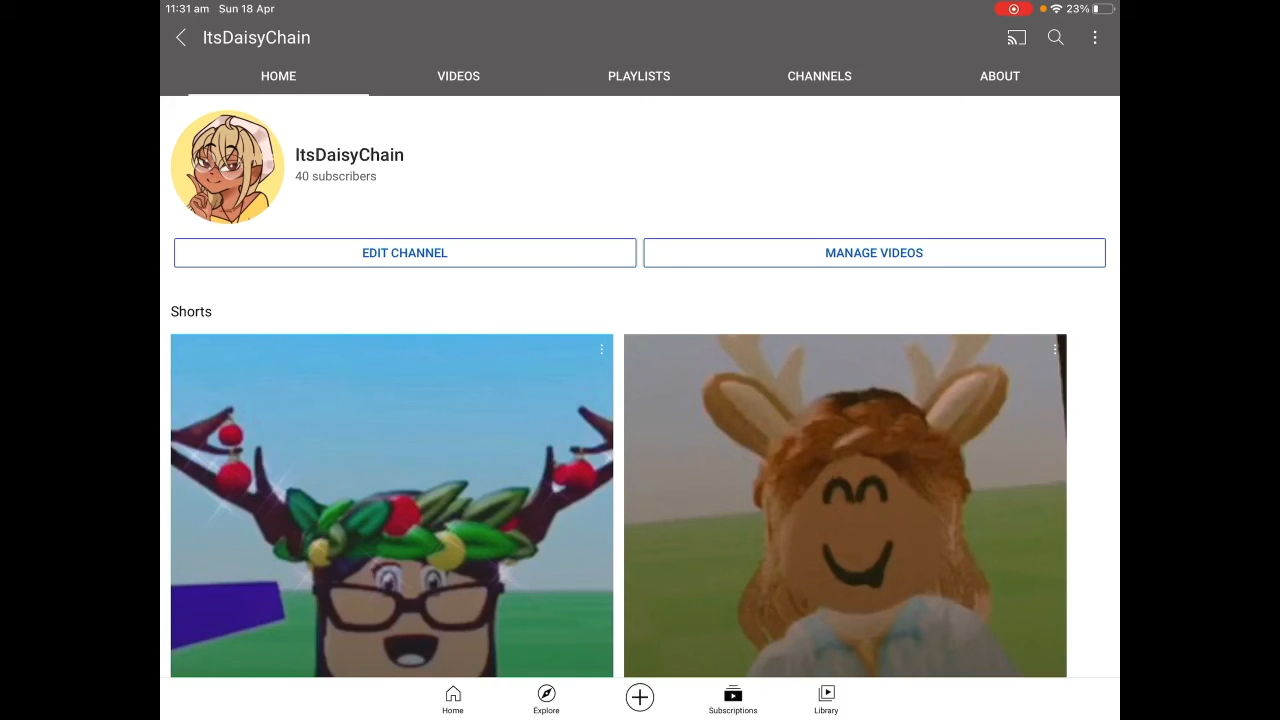 11:31 am Sun 18 Apr 23%
ItsDaisyChain
HOME VIDEOS PLAYLISTS CHANNELS ABOUT
ItsDaisyChain
40 subscribers
EDIT CHANNEL MANAGE VIDEOS
Shorts
Home Explore Subscriptions Library